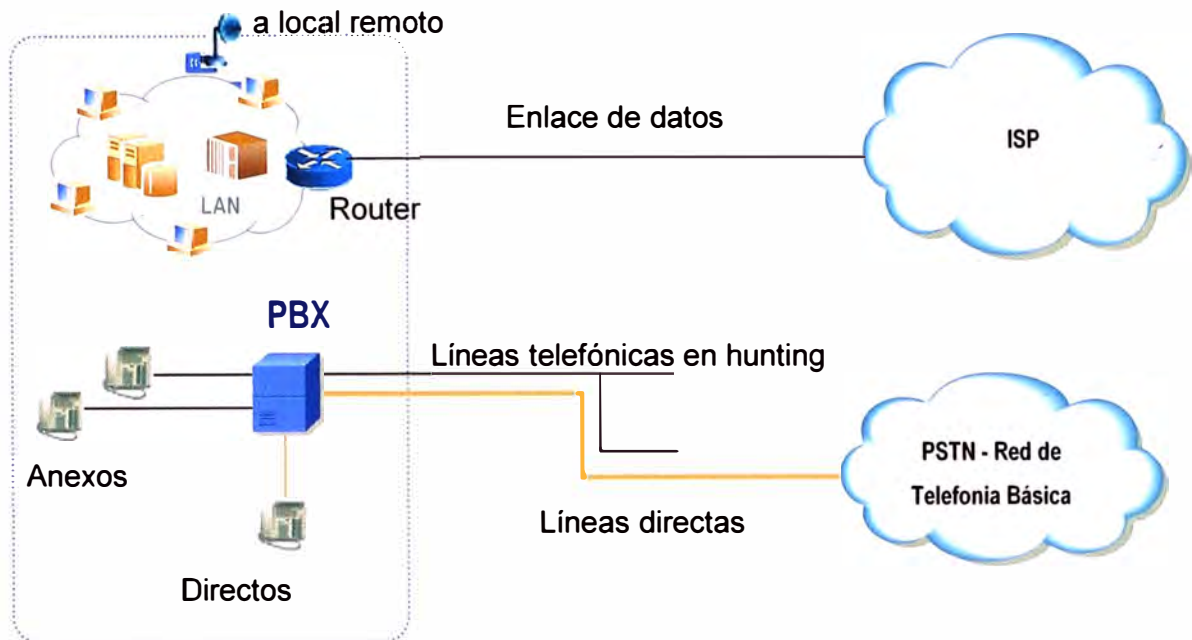 a local remoto
Enlace de datos
ISP
LAN
Router
PBX
Líneas telefónicas en hunting
Anexos
PSTN - Red de
Telefonia Básica
Líneas directas
Directos